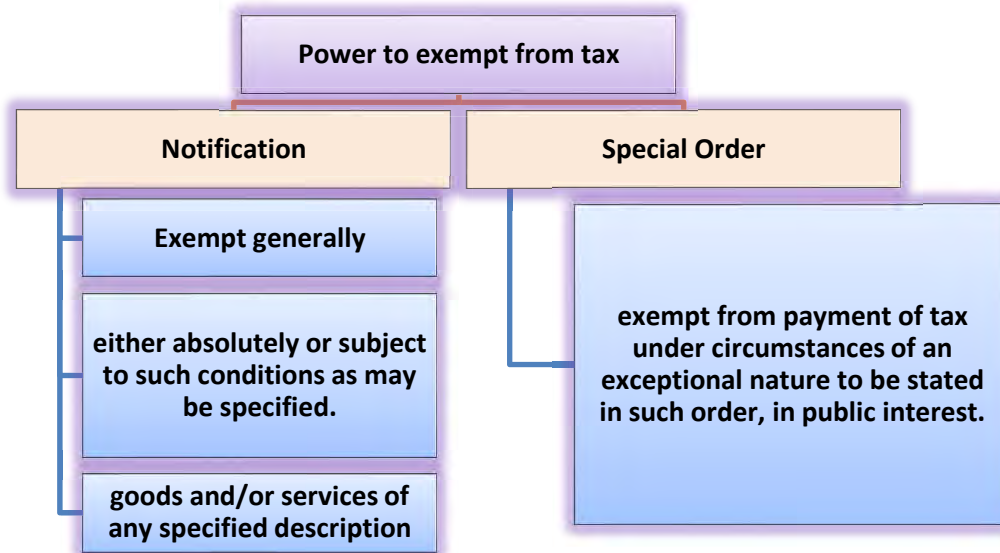 Power to exempt from tax
Notification
Special Order
Exempt generally
either absolutely or subject
to such conditions as may
be specified.
goods and/or services of
any specified description
exempt from payment of tax
under circumstances of an
exceptional nature to be stated
in such order, in public interest.